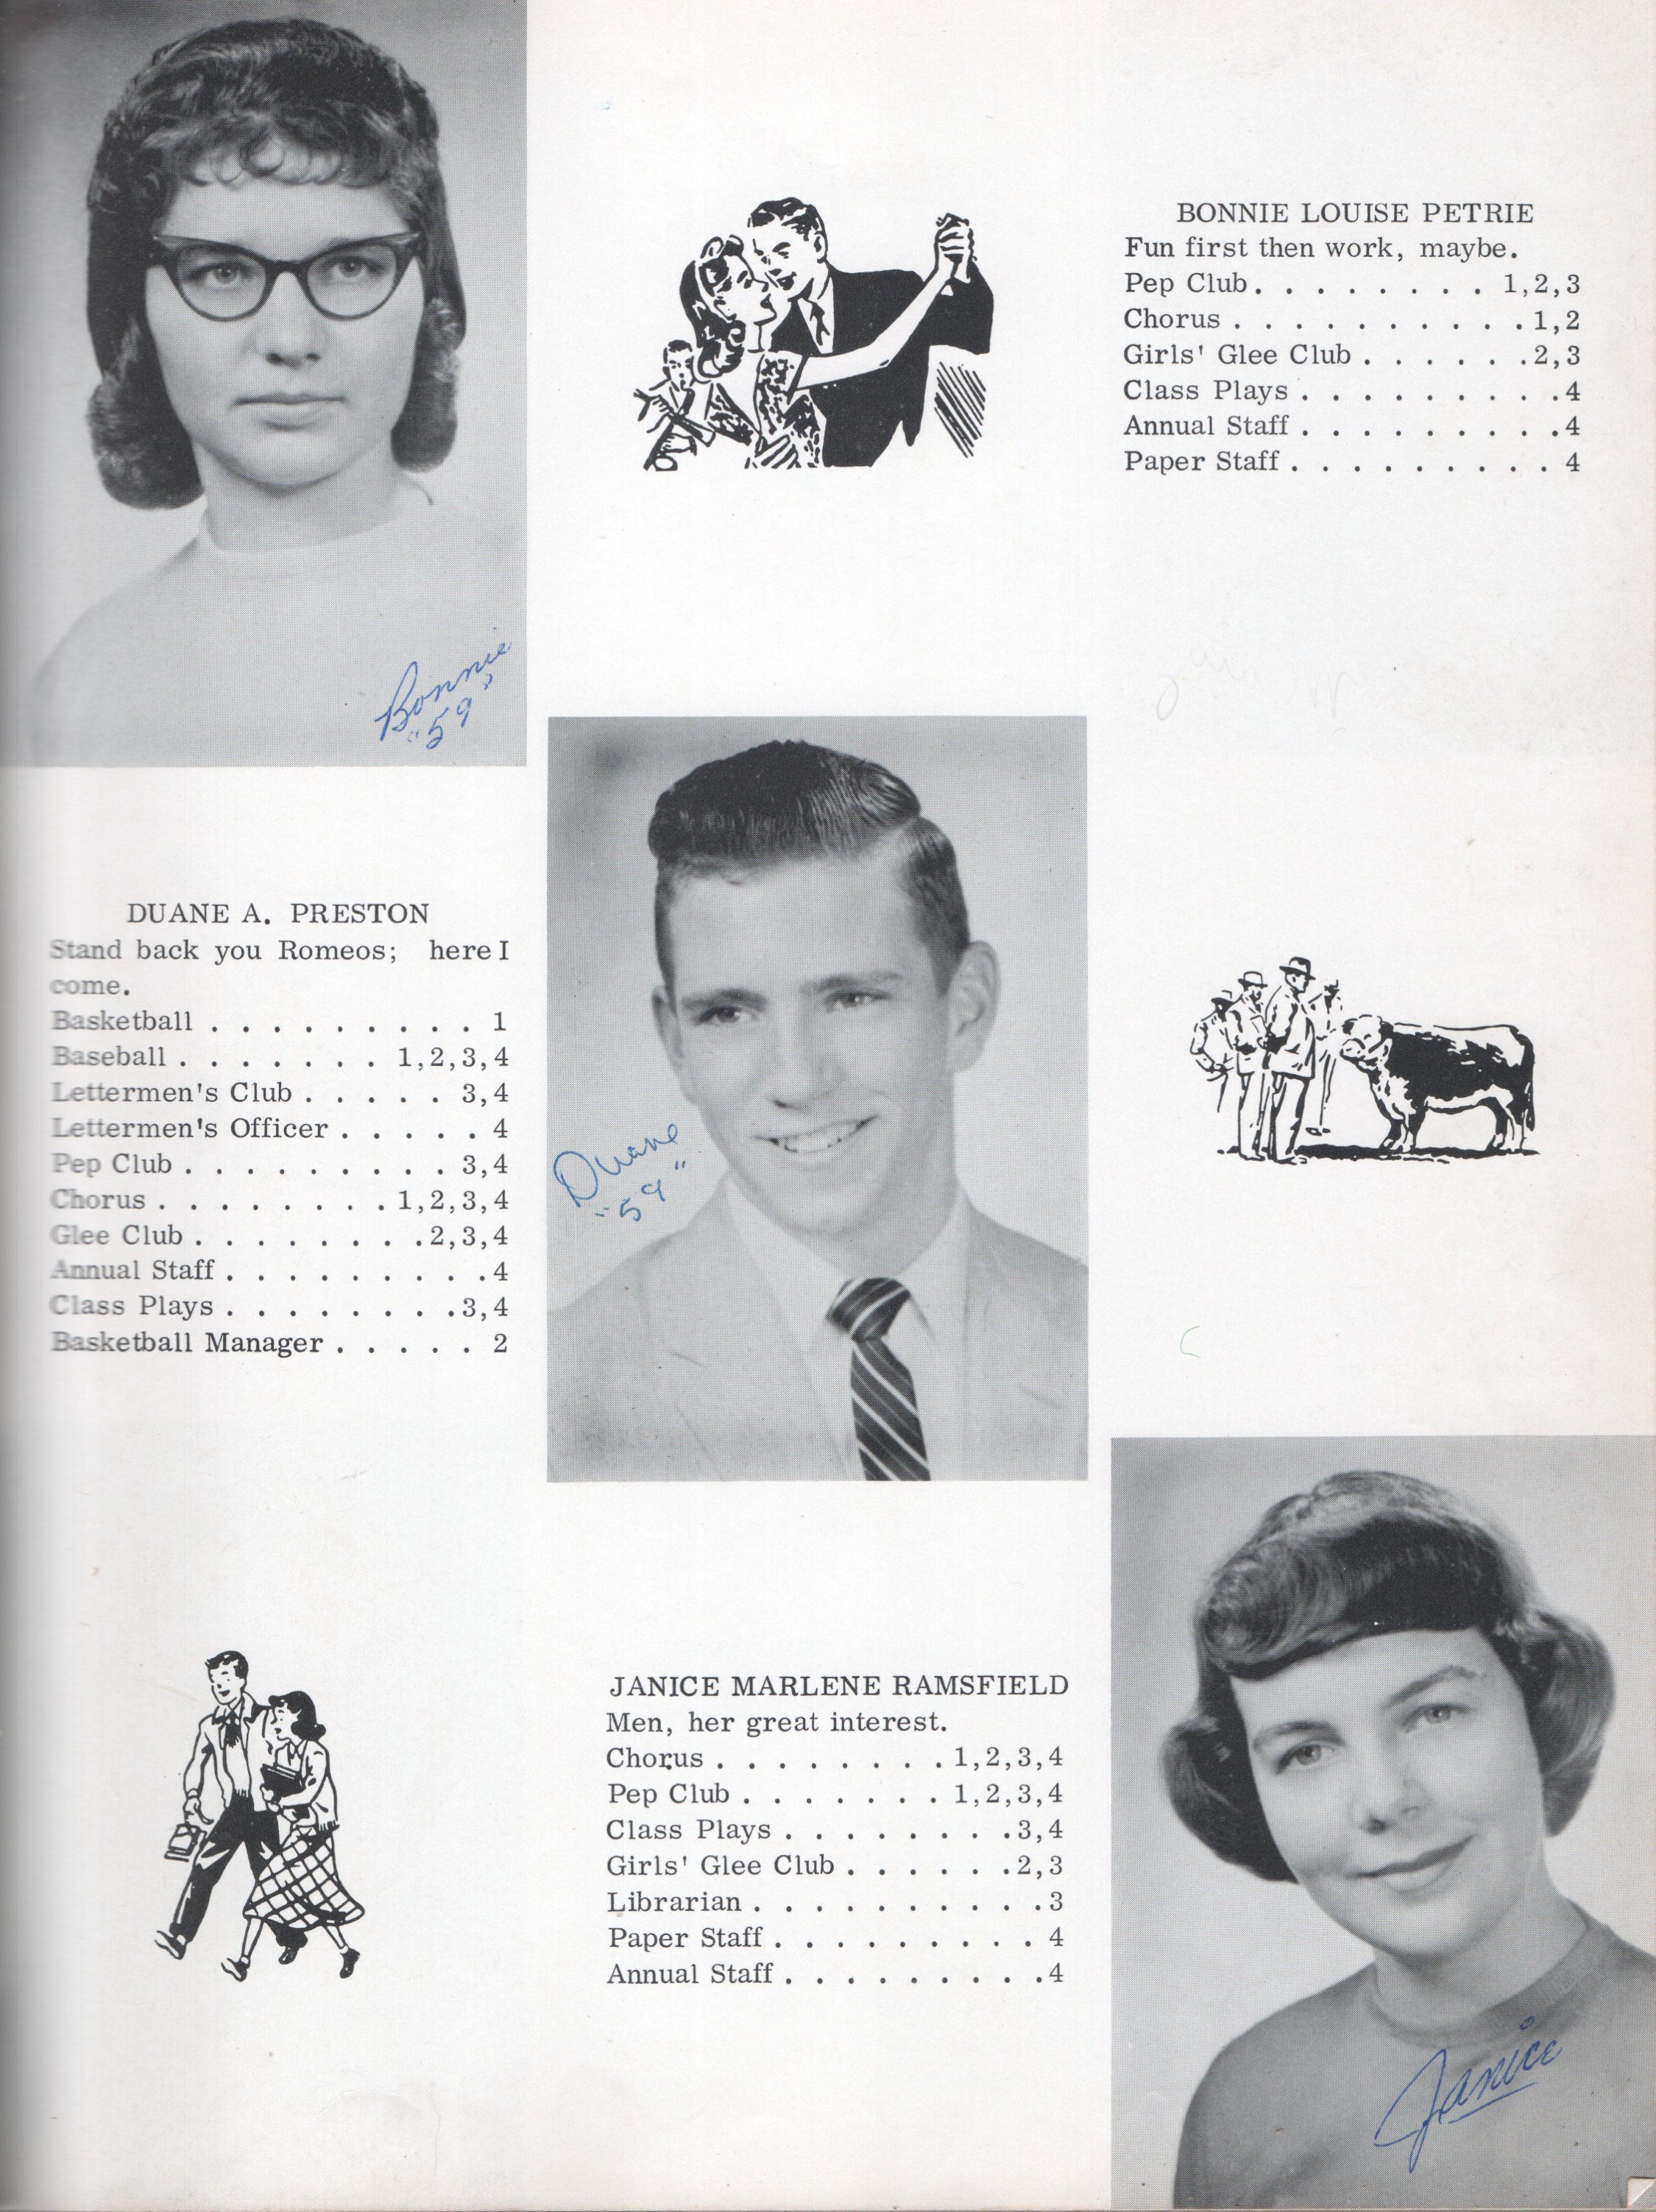 BONNIE LOUISE PETRIE
Fun first then work, maybe.
Pep Club. . . . . . . . 1,2,3
Chorus . . . . . . . . . . 1,2
Girls' Glee Club . . . . . . 2,3
Class Plays . . . . . . . . . 4
Annual Staff . . . . . . . . . 4
Paper Staff . . . . . . . . . 4
Bonnie
"59"
DUANE A. PRESTON
Stand back you Romeos; here I
come.
Basketball . . . . . . . . . 1
Baseball . . . . . . . 1,2,3,4
Lettermen's Club . . . . . 3,4
Lettermen's Officer . . . . . 4
Pep Club . . . . . . . . . 3,4
Chorus . . . . . . . . 1,2,3,4
Glee Club . . . . . . . . 2,3,4
Annual Staff . . . . . . . . . 4
Class Plays . . . . . . . . 3,4
Basketball Manager . . . . . 2
Duane
"59"
JANICE MARLENE RAMSFIELD
Men, her great interest.
Chorus . . . . . . . . 1,2,3,4
Pep Club . . . . . . . 1,2,3,4
Class Plays . . . . . . . . 3,4
Girls' Glee Club . . . . . . 2,3
Librarian . . . . . . . . . . 3
Paper Staff . . . . . . . . . 4
Annual Staff . . . . . . . . . 4
Janice